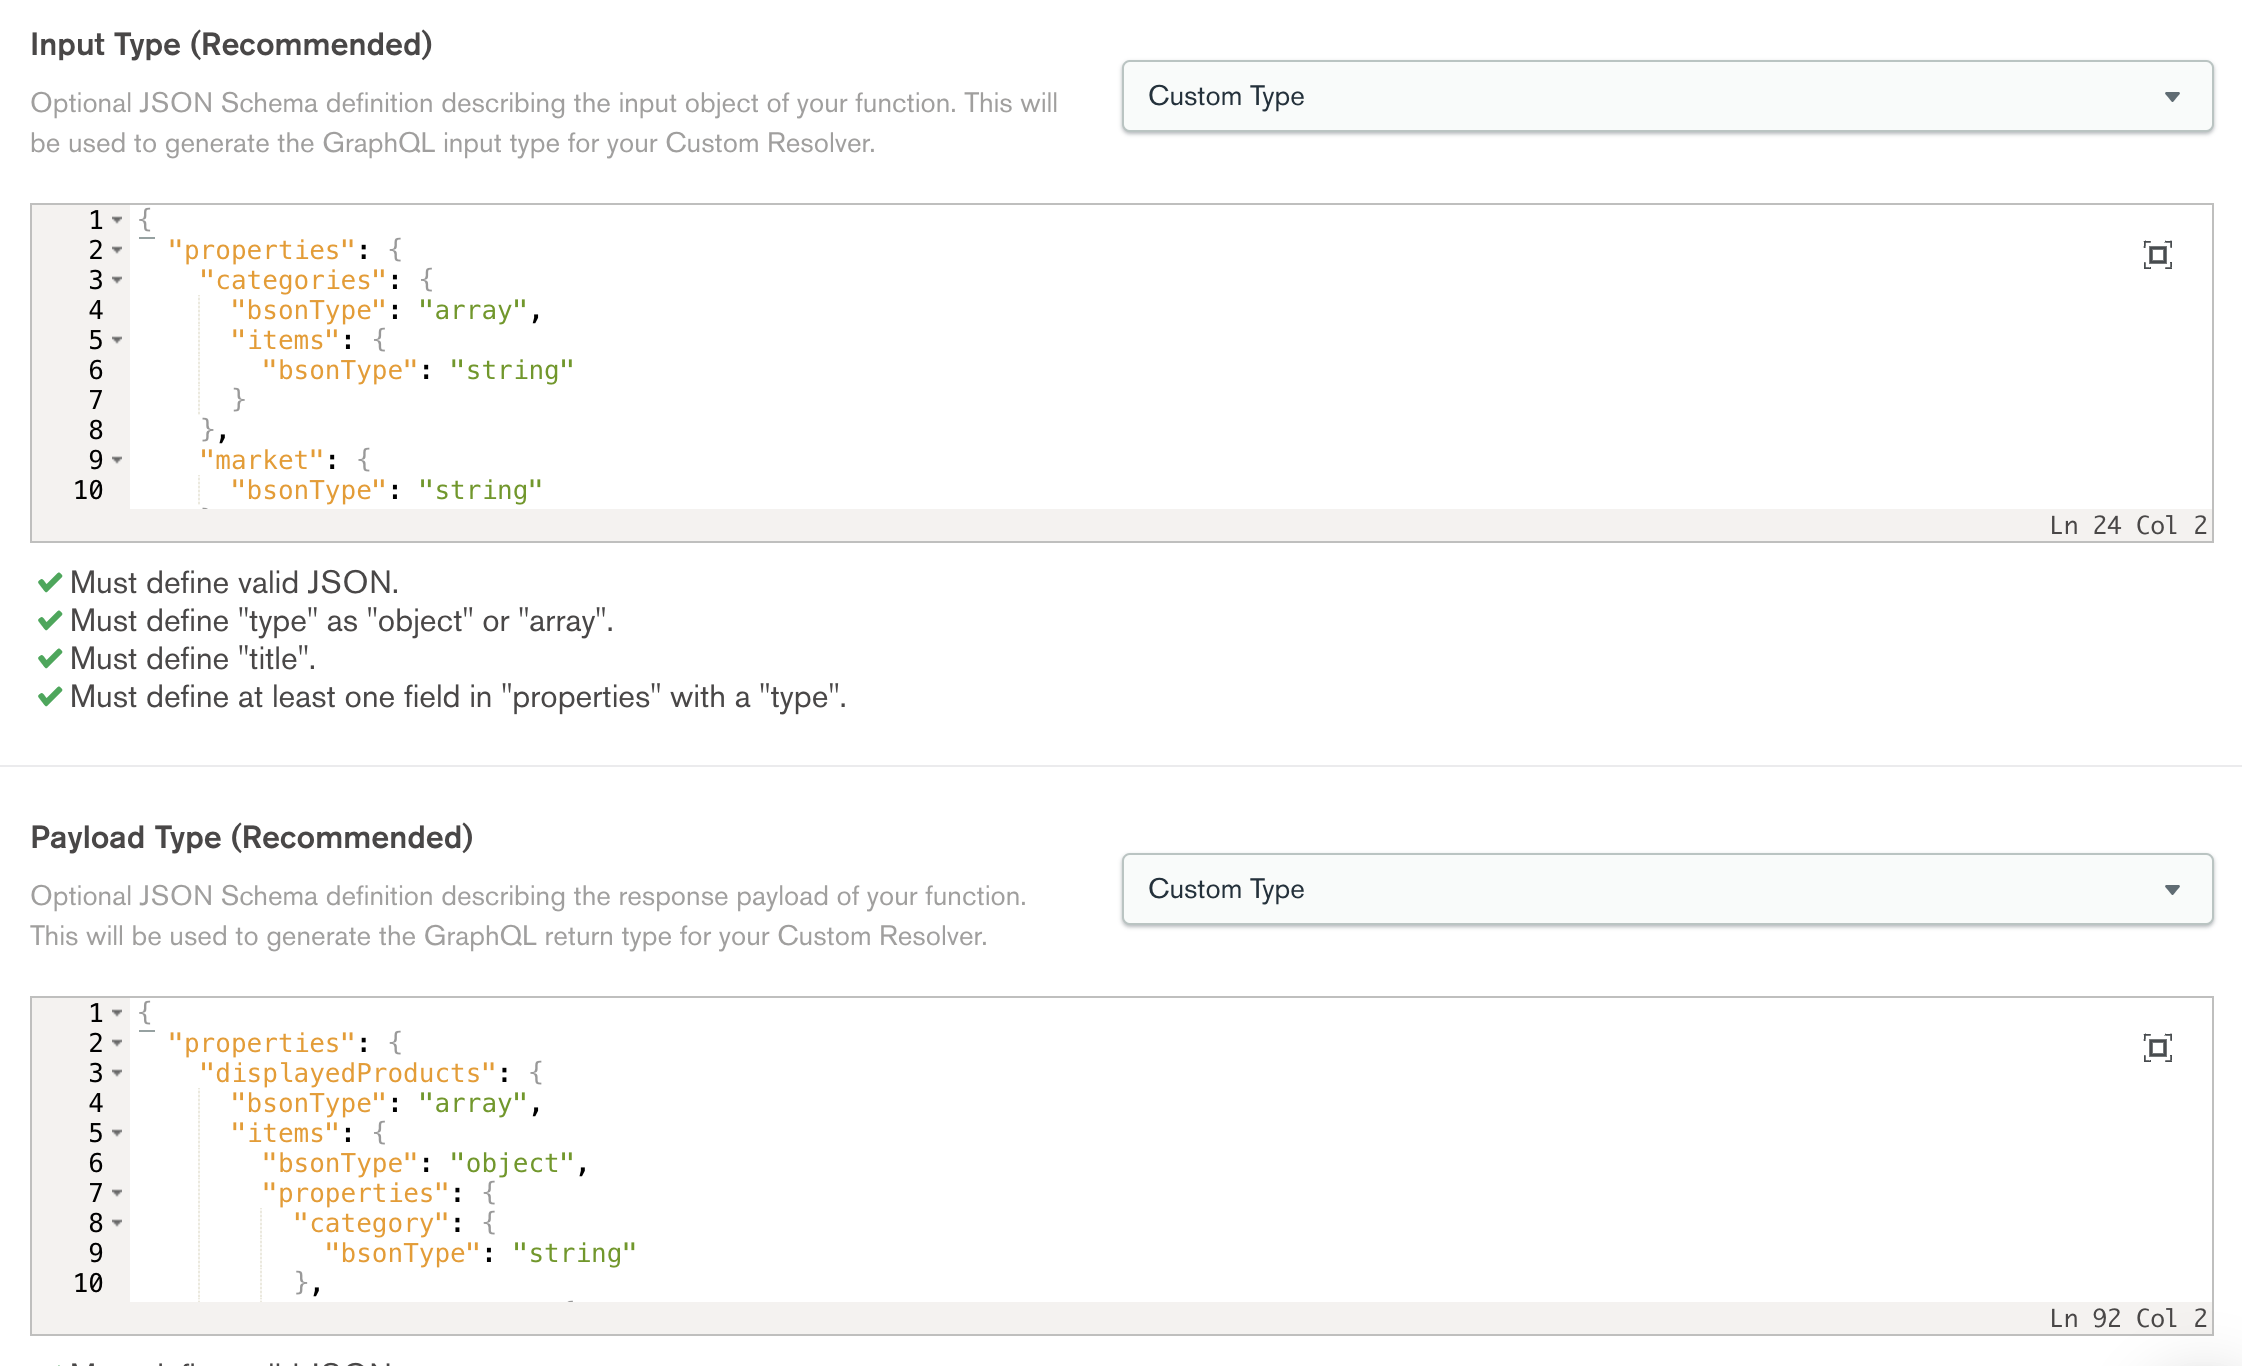 Input Type (Recommended)
Optional JSON Schema definition describing the input object of your function. This will
be used to generate the GraphQL input type for your Custom Resolver.
Custom Type
1 {
2 "properties": {
3 "categories": {
4 "bsonType": "array",
5 "items": {
6 "bsonType": "string"
7 }
8 },
9 "market": {
10 "bsonType": "string"
Ln 24 Col 2
Must define valid JSON.
Must define "type" as "object" or "array".
Must define "title".
Must define at least one field in "properties" with a "type".
Payload Type (Recommended)
Optional JSON Schema definition describing the response payload of your function.
This will be used to generate the GraphQL return type for your Custom Resolver.
Custom Type
1 {
2 "properties": {
3 "displayedProducts": {
4 "bsonType": "array",
5 "items": {
6 "bsonType": "object",
7 "properties": {
8 "category": {
9 "bsonType": "string"
10 },
Ln 92 Col 2